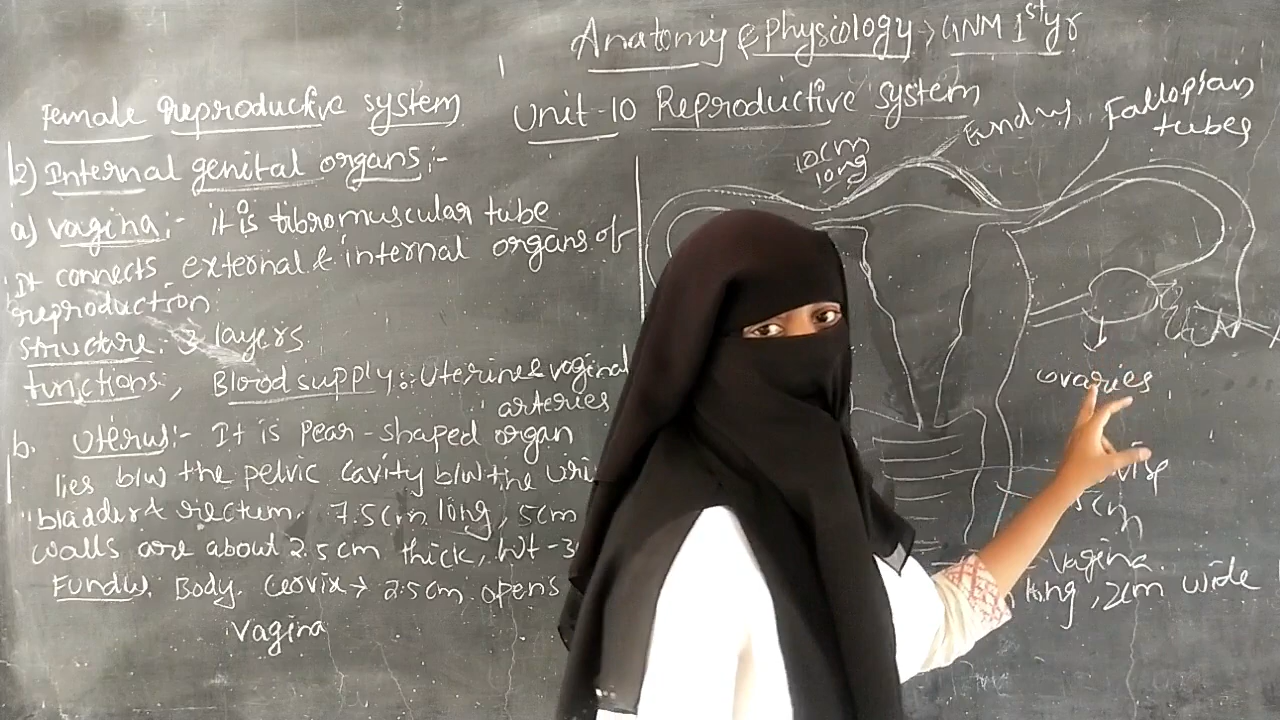 Anatomy & Physiology → GNM 1st yr
Unit-10 Reproductive system
Female Reproductive system
2) Internal genital organs:-
a) Vagina:- it is fibromuscular tube
It connects external & internal organs of
reproduction
Structure: 3 layers
functions:, Blood supply:- Uterine & vaginal
arteries
b. Uterus:- It is Pear-shaped organ
lies b/w the pelvic cavity b/w the uri
bladder & rectum. 7.5cm long, 5cm
walls are about 2.5cm thick, wt-3
Fundus. Body. Cervix → 2.5cm opens
Vagina
Fundus
Fallopian
tubes
long
ovaries
cm
Vagina.
long, 2cm wide